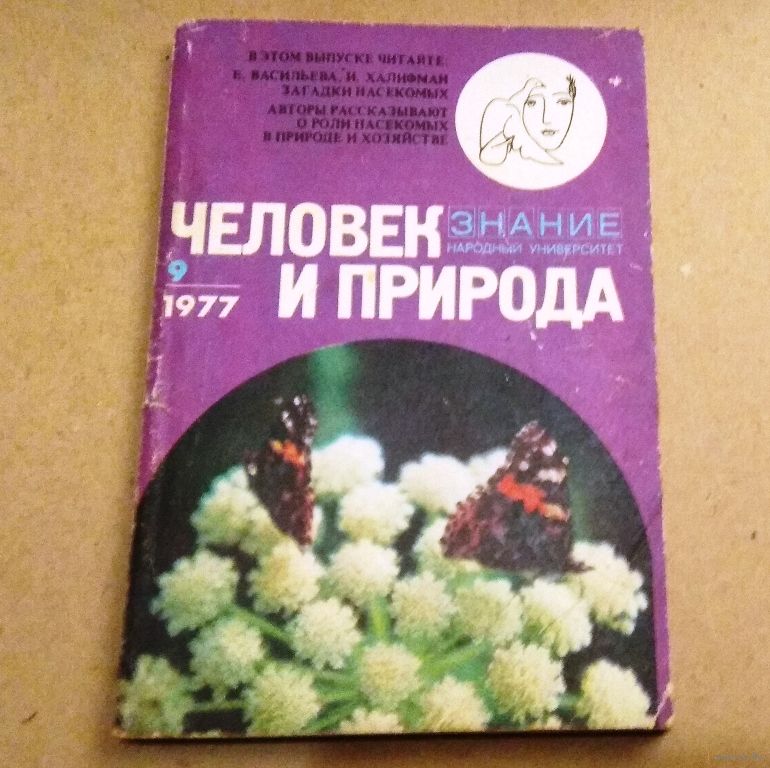 В ЭТОМ ВЫПУСКЕ ЧИТАЙТЕ:
Е. ВАСИЛЬЕВА, И. ХАЛИФМАН
ЗАГАДКИ НАСЕКОМЫХ
АВТОРЫ РАССКАЗЫВАЮТ
О РОЛИ НАСЕКОМЫХ
В ПРИРОДЕ И ХОЗЯЙСТВЕ
ЧЕЛОВЕК
ЗНАНИЕ
НАРОДНЫЙ УНИВЕРСИТЕТ
9
1977
И ПРИРОДА